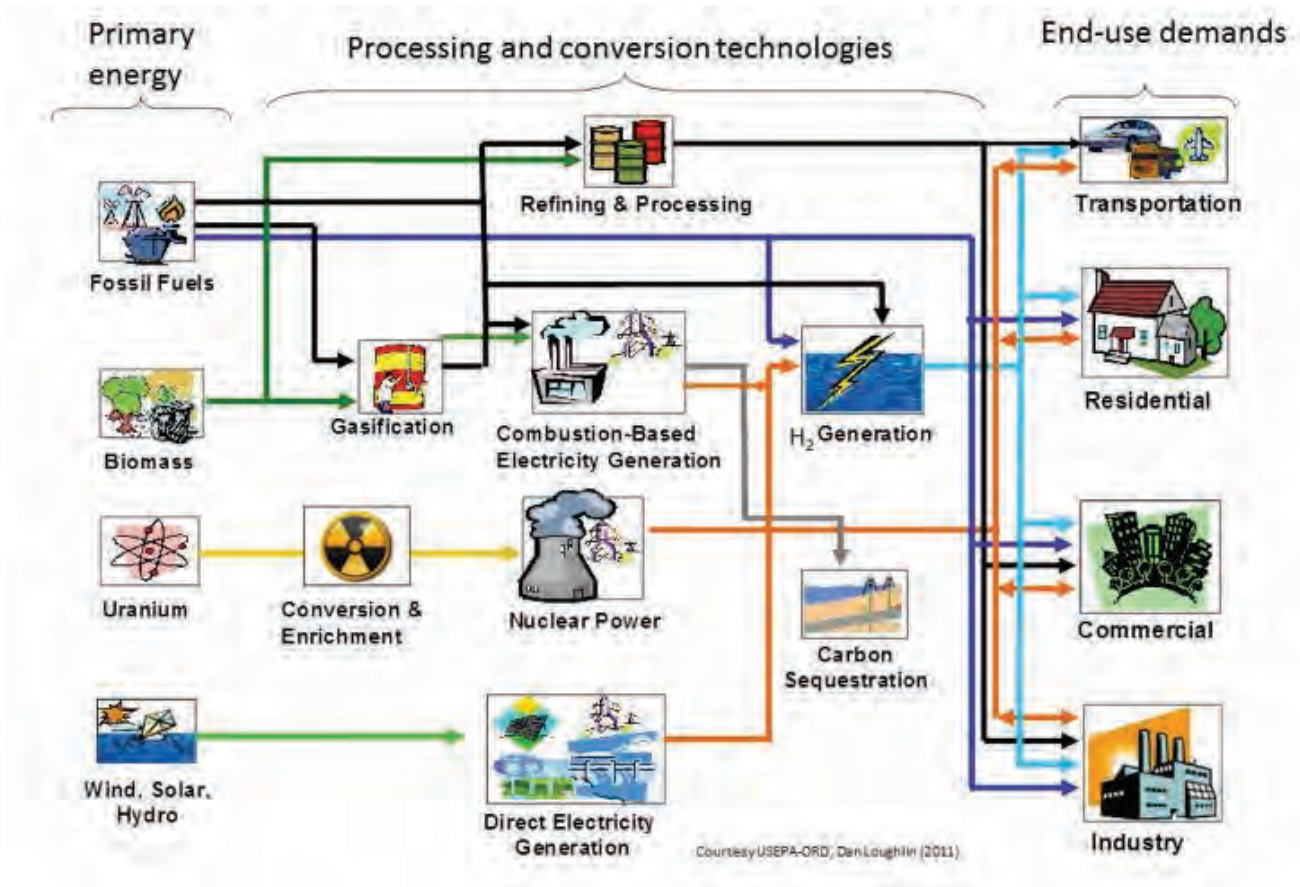 Primary
energy
Processing and conversion technologies
End-use demands
Refining & Processing
Transportation
Fossil Fuels
Gasification
Combustion-Based
Electricity Generation
H2 Generation
Residential
Biomass
Uranium
Conversion &
Enrichment
Nuclear Power
Carbon
Sequestration
Commercial
Wind, Solar,
Hydro
Direct Electricity
Generation
Industry
Courtesy USEPA-ORD, Dan Loughlin (2011)